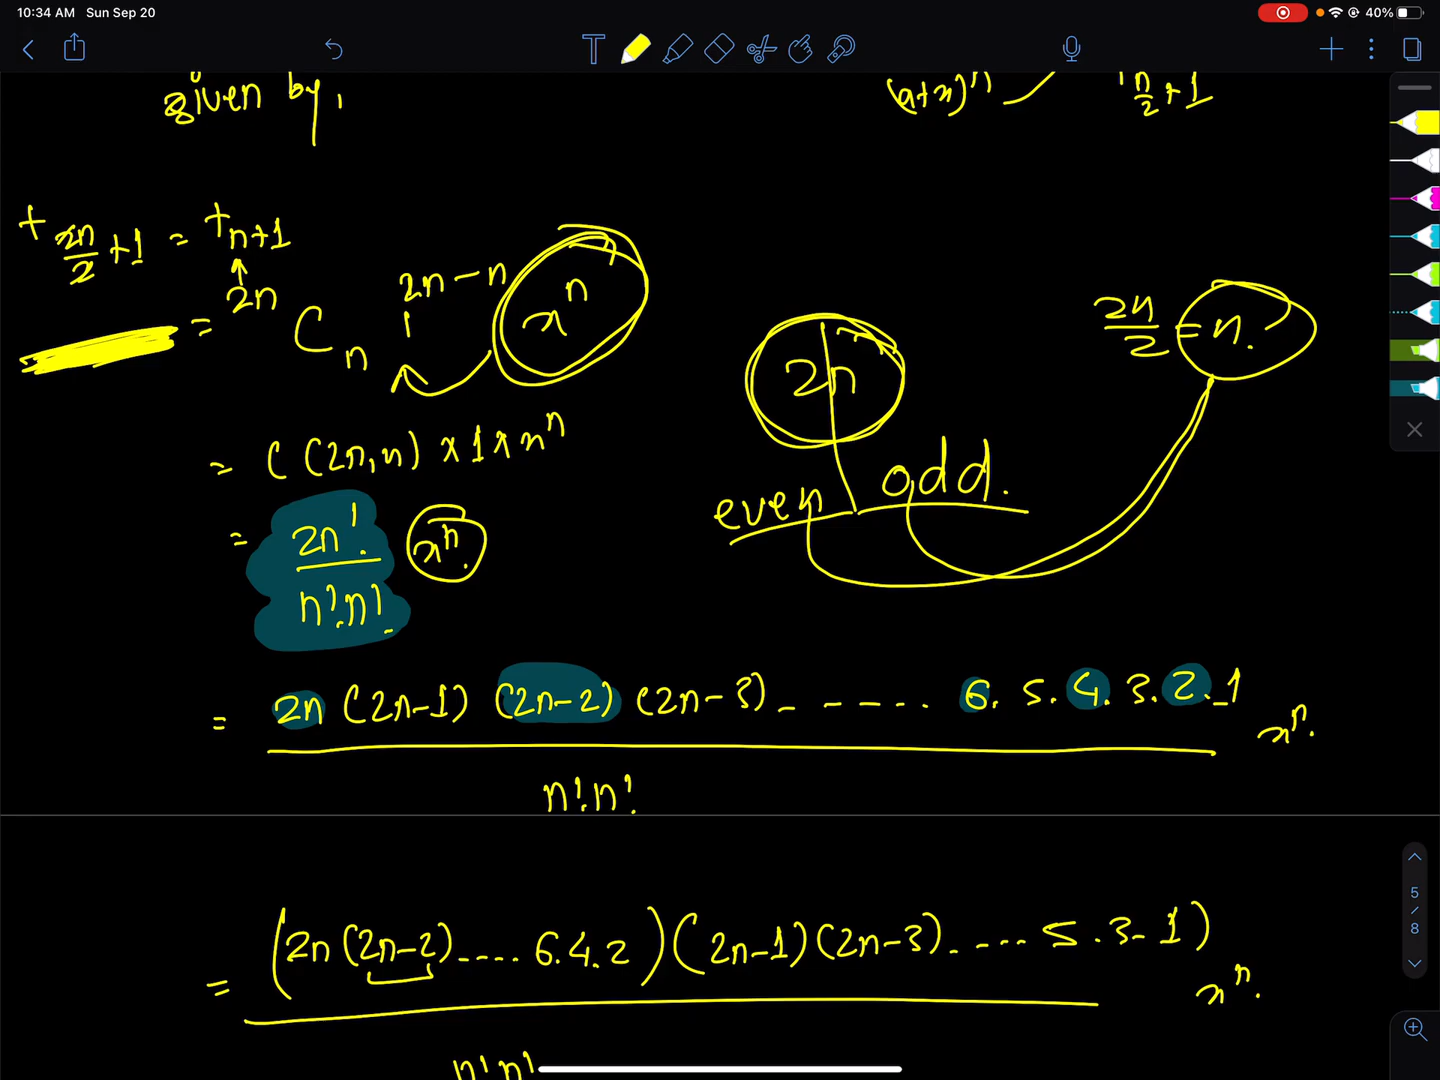 10:34 AM Sun Sep 20
40%
given by,
(a+x)^n
n/2 + 1
t_{2n/2 + 1} = t_{n+1}
= 2n C n 1^{2n-n} x^n
2n
2n/2 = n.
= C(2n,n) x 1 x x^n
even odd.
= 2n!/n!n! x^n.
= 2n (2n-1) (2n-2) (2n-3) - - - - - . . . 6. 5. 4. 3. 2. 1 x^n.
n!n!
5/8
= (2n (2n-2) .... 6.4.2) (2n-1) (2n-3) . - - .. 5.3.1) x^n.
n!n!